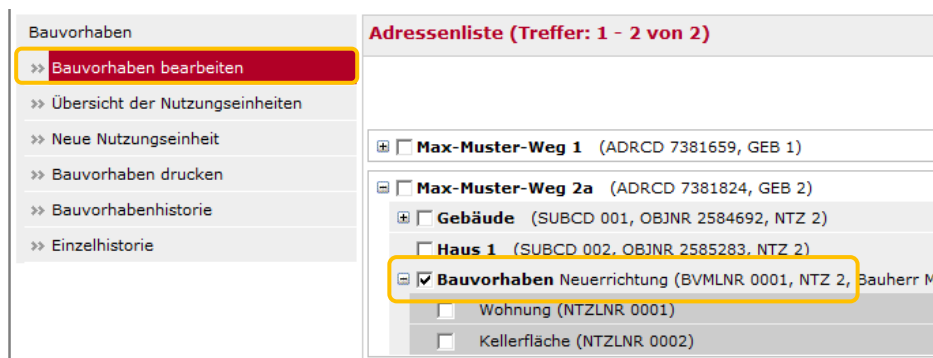 Bauvorhaben
» Bauvorhaben bearbeiten
» Übersicht der Nutzungseinheiten
» Neue Nutzungseinheit
» Bauvorhaben drucken
» Bauvorhabenhistorie
» Einzelhistorie
Adressenliste (Treffer: 1 - 2 von 2)
Max-Muster-Weg 1 (ADRCD 7381659, GEB 1)
Max-Muster-Weg 2a (ADRCD 7381824, GEB 2)
Gebäude (SUBCD 001, OBJNR 2584692, NTZ 2)
Haus 1 (SUBCD 002, OBJNR 2585283, NTZ 2)
Bauvorhaben Neuerrichtung (BVMLNR 0001, NTZ 2, Bauherr M
Wohnung (NTZLNR 0001)
Kellerfläche (NTZLNR 0002)